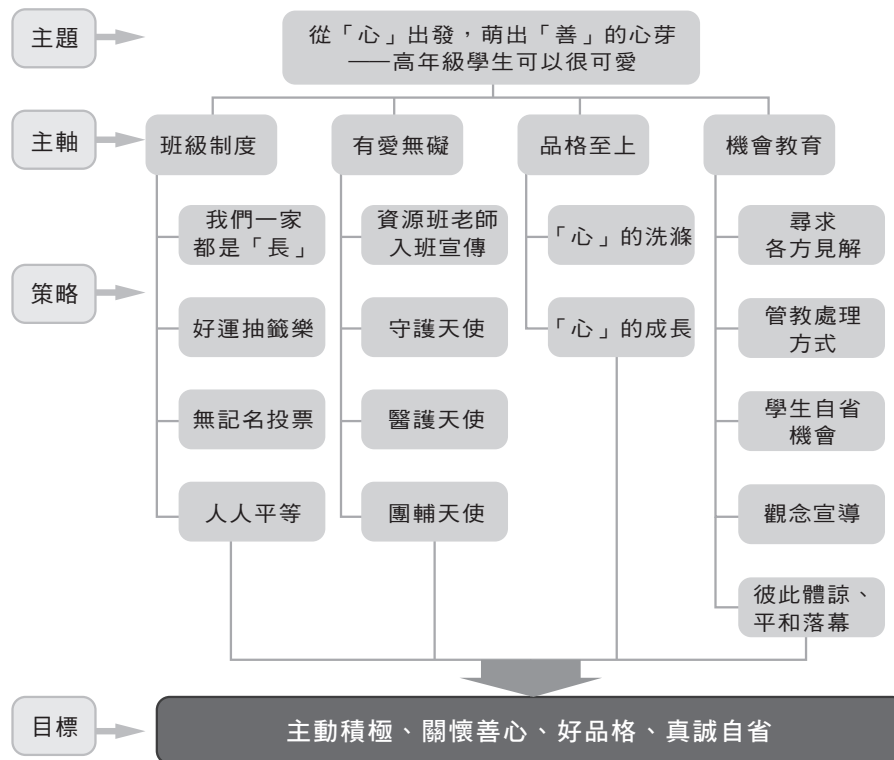 主題
從「心」出發，萌出「善」的心芽
——高年級學生可以很可愛
主軸
班級制度
有愛無礙
品格至上
機會教育
策略
我們一家
都是「長」
好運抽籤樂
無記名投票
人人平等
資源班老師
入班宣傳
守護天使
醫護天使
團輔天使
「心」的洗滌
「心」的成長
尋求
各方見解
管教處理
方式
學生自省
機會
觀念宣導
彼此體諒、
平和落幕
目標
主動積極、關懷善心、好品格、真誠自省